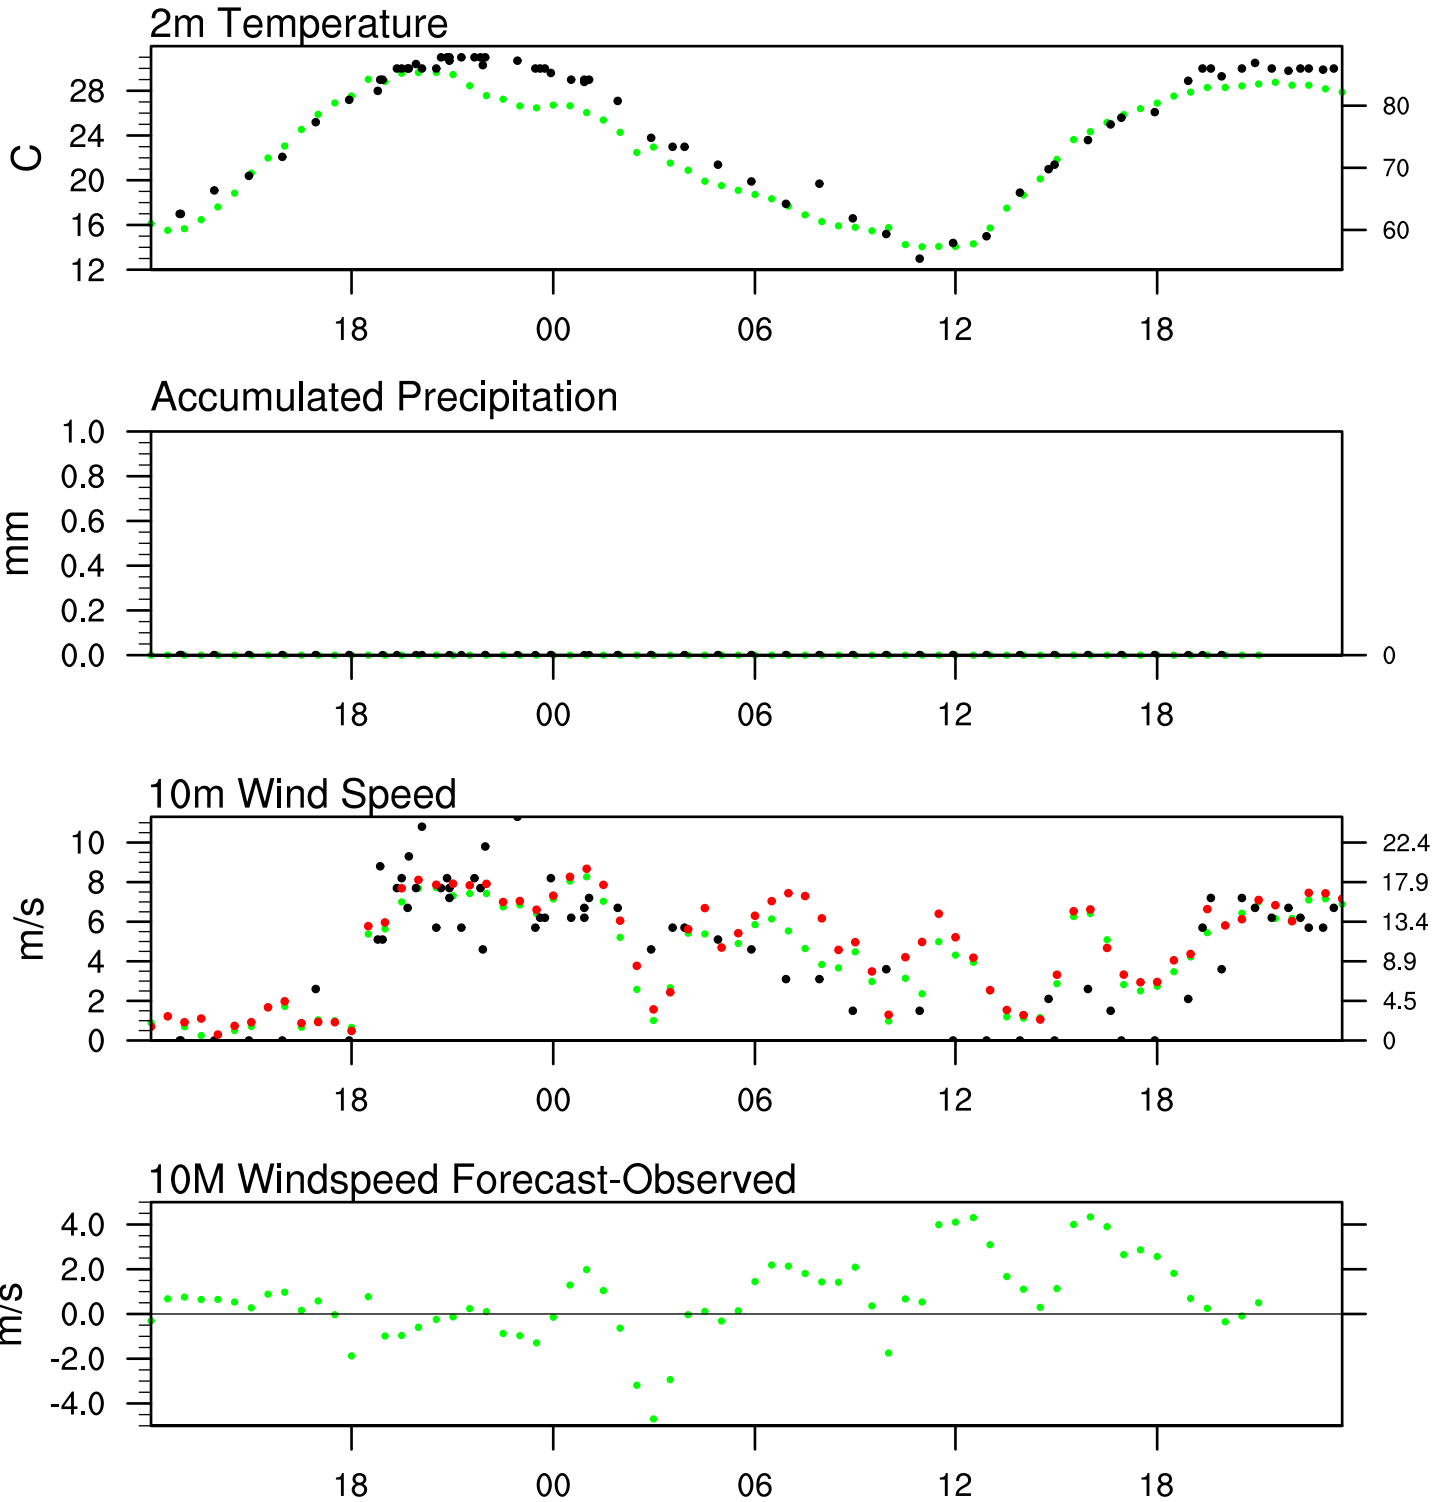 2m Temperature
28
24
20
16
12
C
80
70
60
18 00 06 12 18
Accumulated Precipitation
1.0
0.8
0.6
0.4
0.2
0.0
mm
0
18 00 06 12 18
10m Wind Speed
10
8
6
4
2
0
m/s
22.4
17.9
13.4
8.9
4.5
0
18 00 06 12 18
10M Windspeed Forecast-Observed
4.0
2.0
0.0
-2.0
-4.0
m/s
18 00 06 12 18